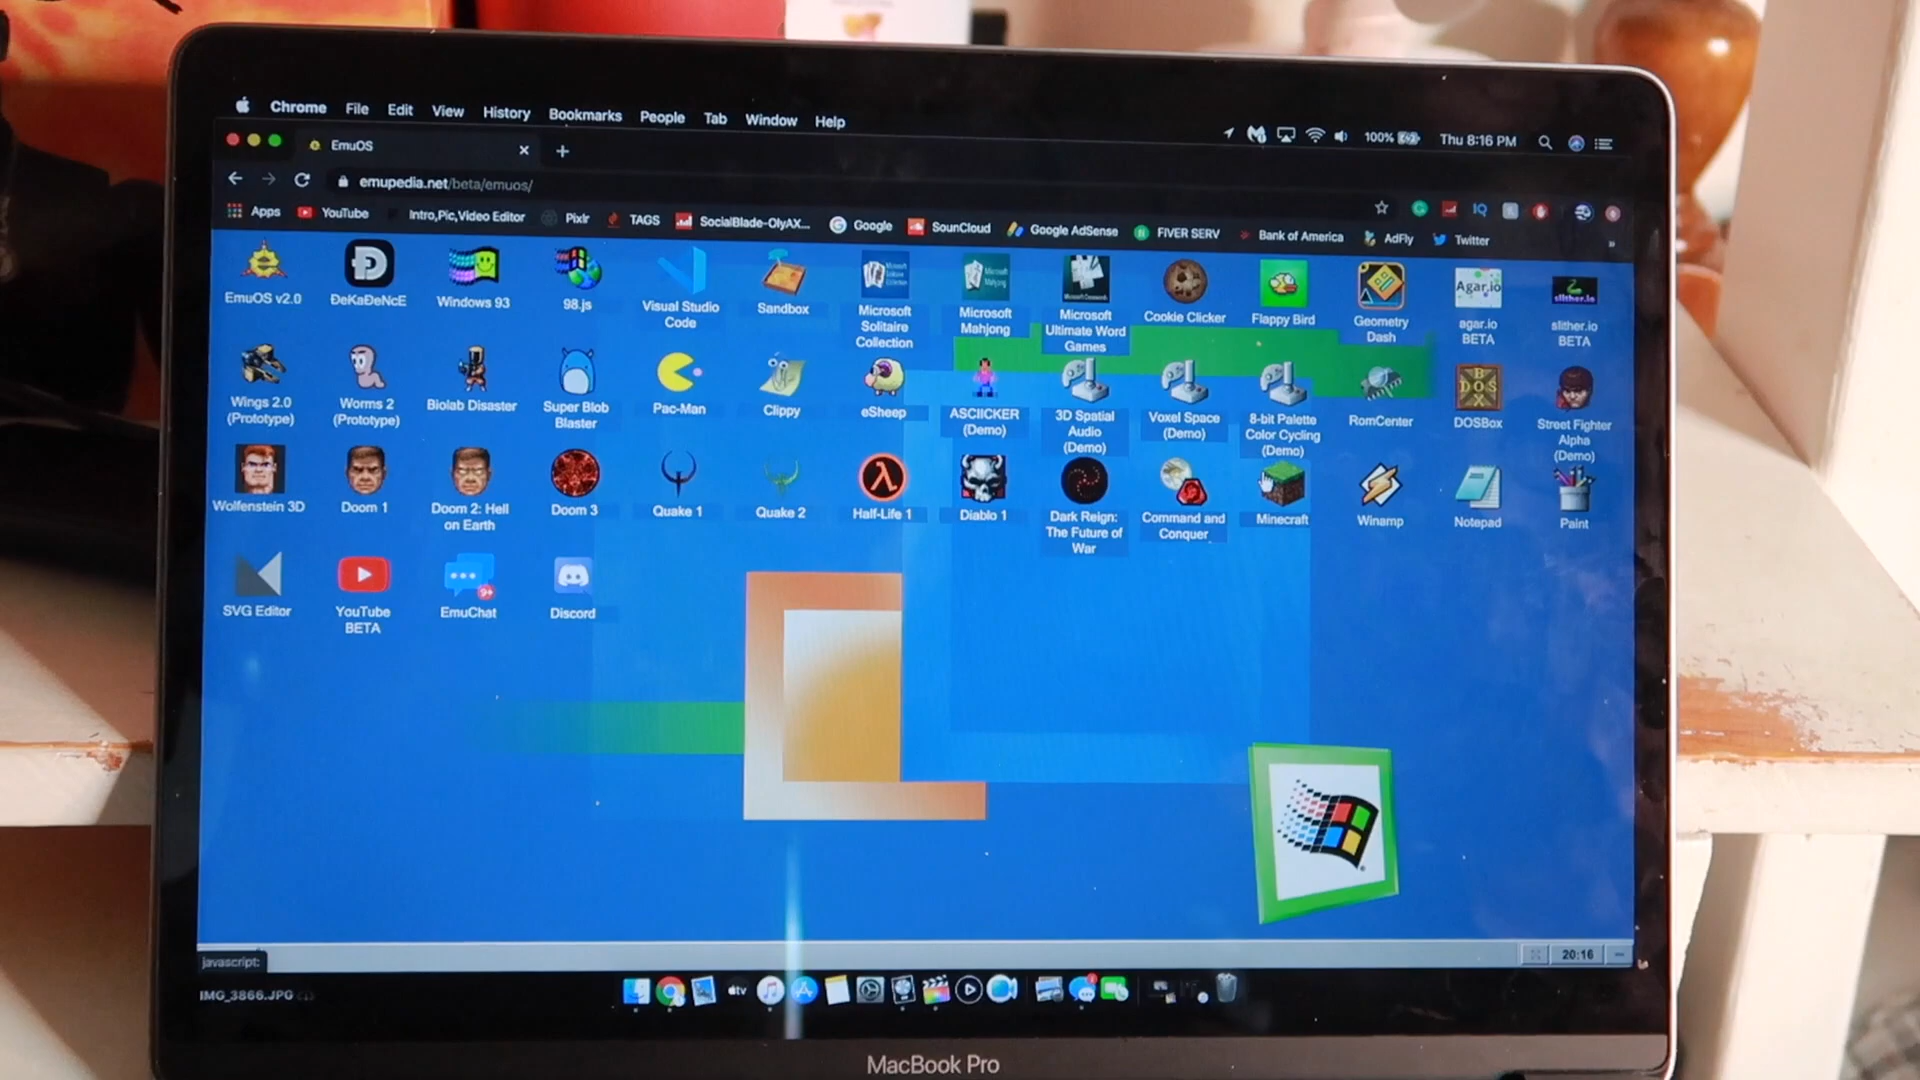 Chrome File Edit View History Bookmarks People Tab Window Help
100% Thu 8:16 PM
EmuOS
emupedia.net/beta/emuos/
Apps YouTube Intro,Pic,Video Editor Pixlr TAGS SocialBlade-OlyAX... Google SounCloud Google AdSense FIVER SERV Bank of America AdFly Twitter
EmuOS v2.0
ĐeKaĐeNcE
Windows 93
98.js
Visual Studio
Code
Sandbox
Microsoft
Solitaire
Collection
Microsoft
Mahjong
Microsoft
Ultimate Word
Games
Cookie Clicker
Flappy Bird
Geometry
Dash
Agar.io
agar.io
BETA
slither.io
slither.io
BETA
Wings 2.0
(Prototype)
Worms 2
(Prototype)
Biolab Disaster
Super Blob
Blaster
Pac-Man
Clippy
eSheep
ASCIICKER
(Demo)
3D Spatial
Audio
(Demo)
Voxel Space
(Demo)
8-bit Palette
Color Cycling
(Demo)
RomCenter
DOS
DOSBox
Street Fighter
Alpha
(Demo)
Wolfenstein 3D
Doom 1
Doom 2: Hell
on Earth
Doom 3
Quake 1
Quake 2
Half-Life 1
Diablo 1
Dark Reign:
The Future of
War
Command and
Conquer
Minecraft
Winamp
Notepad
Paint
SVG Editor
YouTube
BETA
9+
EmuChat
Discord
javascript:
20:16
IMG_3866.JPG
tv
MacBook Pro